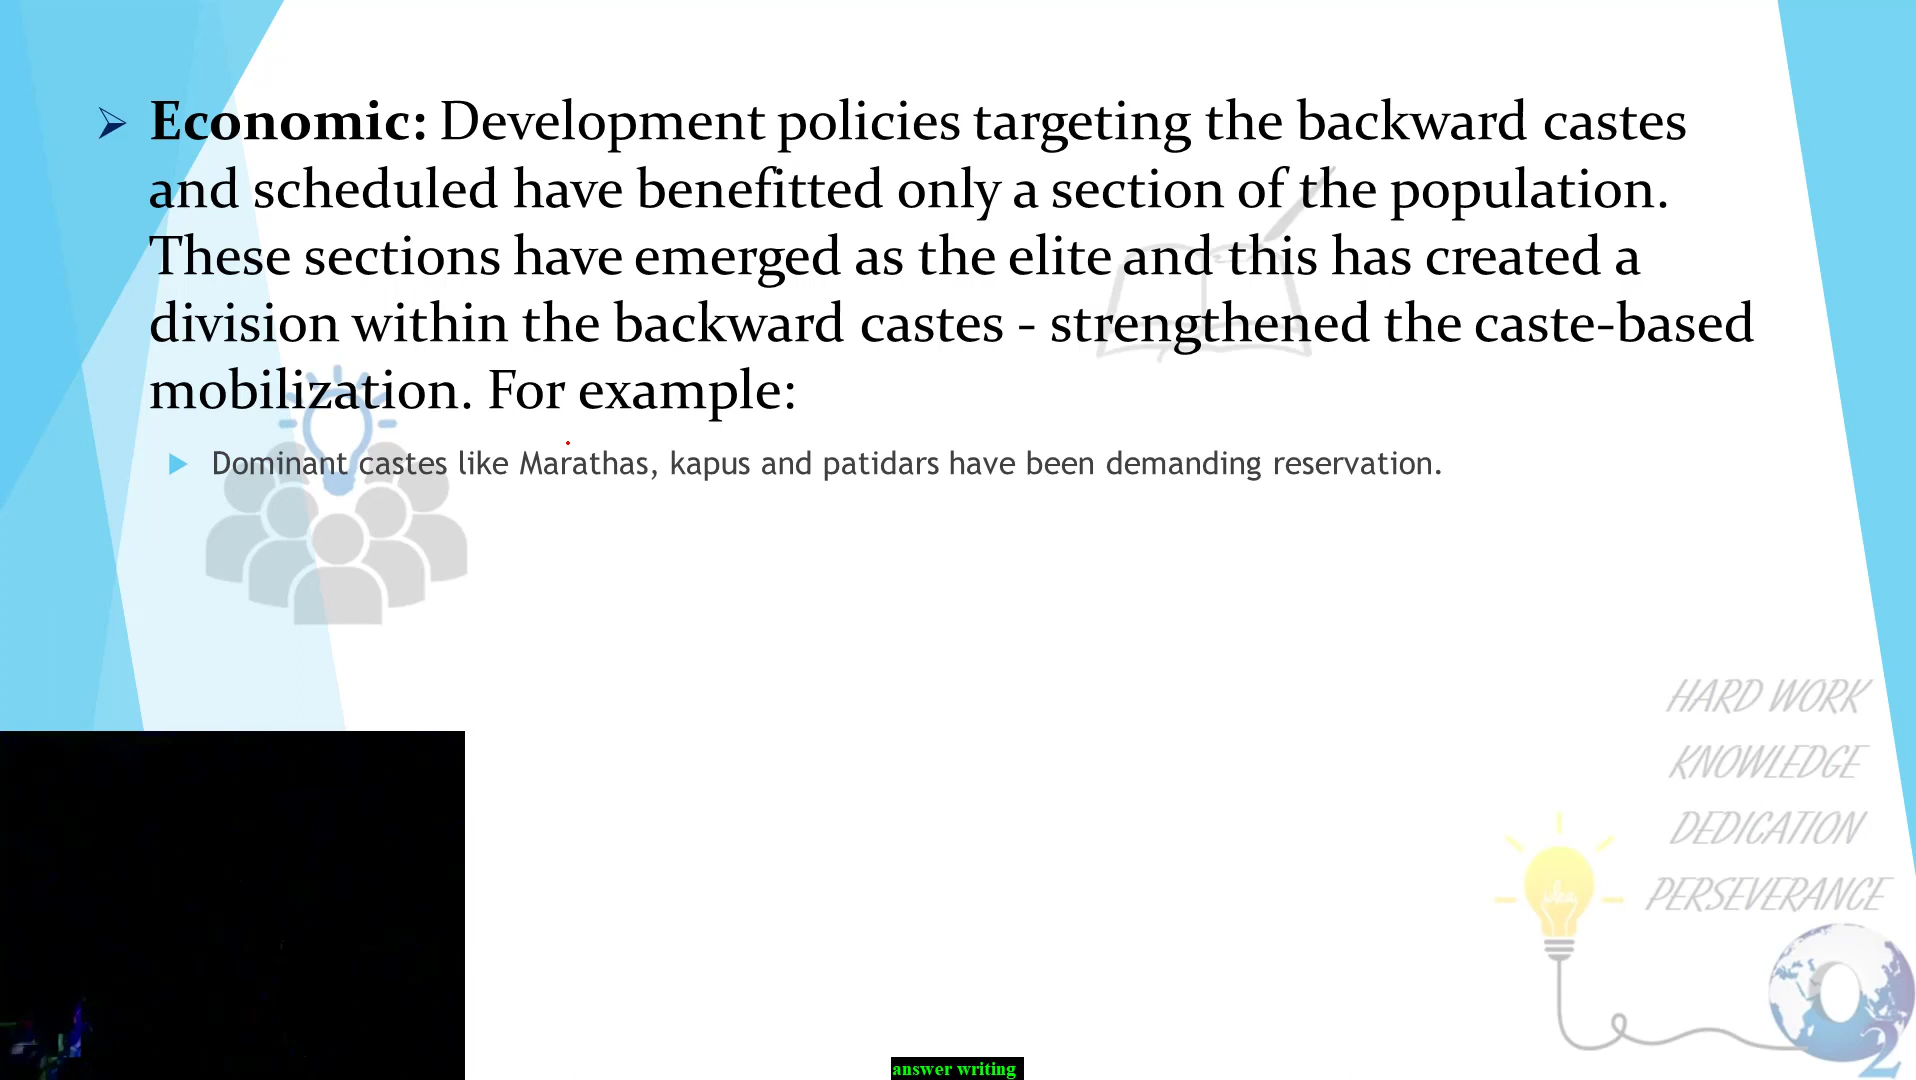 Economic: Development policies targeting the backward castes
and scheduled have benefitted only a section of the population.
These sections have emerged as the elite and this has created a
division within the backward castes - strengthened the caste-based
mobilization. For example:
Dominant castes like Marathas, kapus and patidars have been demanding reservation.
HARD WORK
KNOWLEDGE
DEDICATION
PERSEVERANCE
idea
O2
answer writing